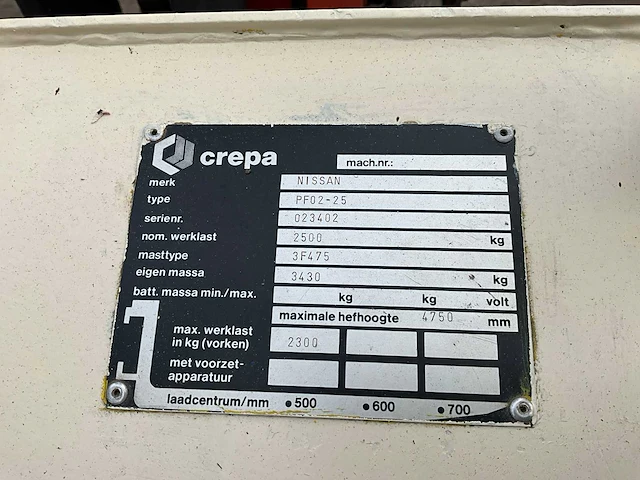 crepa
mach.nr.:
merk NISSAN
type PF02-25
serienr. 023402
nom. werklast 2500 kg
masttype 3F475
eigen massa 3430 kg
batt. massa min./max. kg kg volt
maximale hefhoogte 4750 mm
max. werklast
in kg (vorken) 2300
met voorzet-
apparatuur
laadcentrum/mm •500 •600 •700